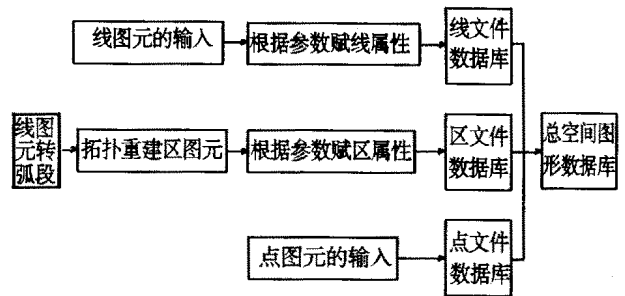 线图元的输入
根据参数赋线属性
线文件
数据库
线图
元转
弧段
拓扑重建区图元
根据参数赋区属性
区文件
数据库
总空间图
形数据库
点图元的输入
点文件
数据库